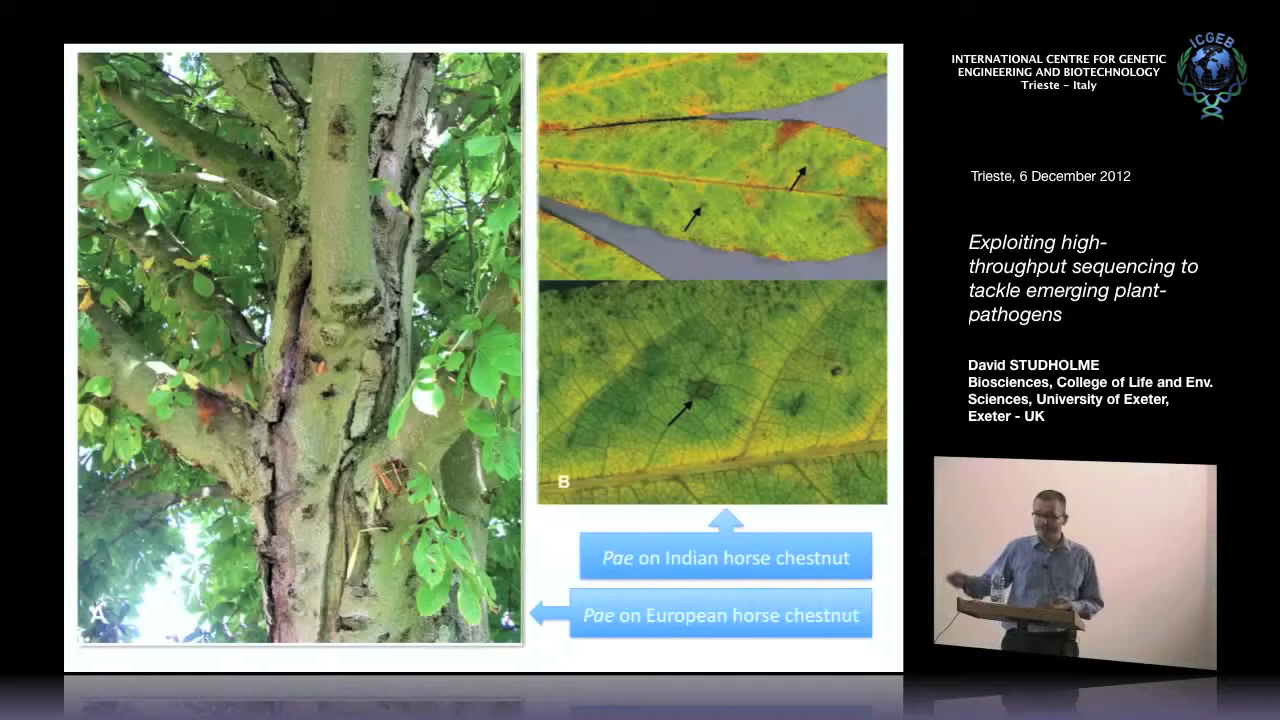 A
B
Pae on Indian horse chestnut
Pae on European horse chestnut
INTERNATIONAL CENTRE FOR GENETIC
ENGINEERING AND BIOTECHNOLOGY
Trieste – Italy
ICGEB
Trieste, 6 December 2012
Exploiting high-
throughput sequencing to
tackle emerging plant-
pathogens
David STUDHOLME
Biosciences, College of Life and Env.
Sciences, University of Exeter,
Exeter - UK